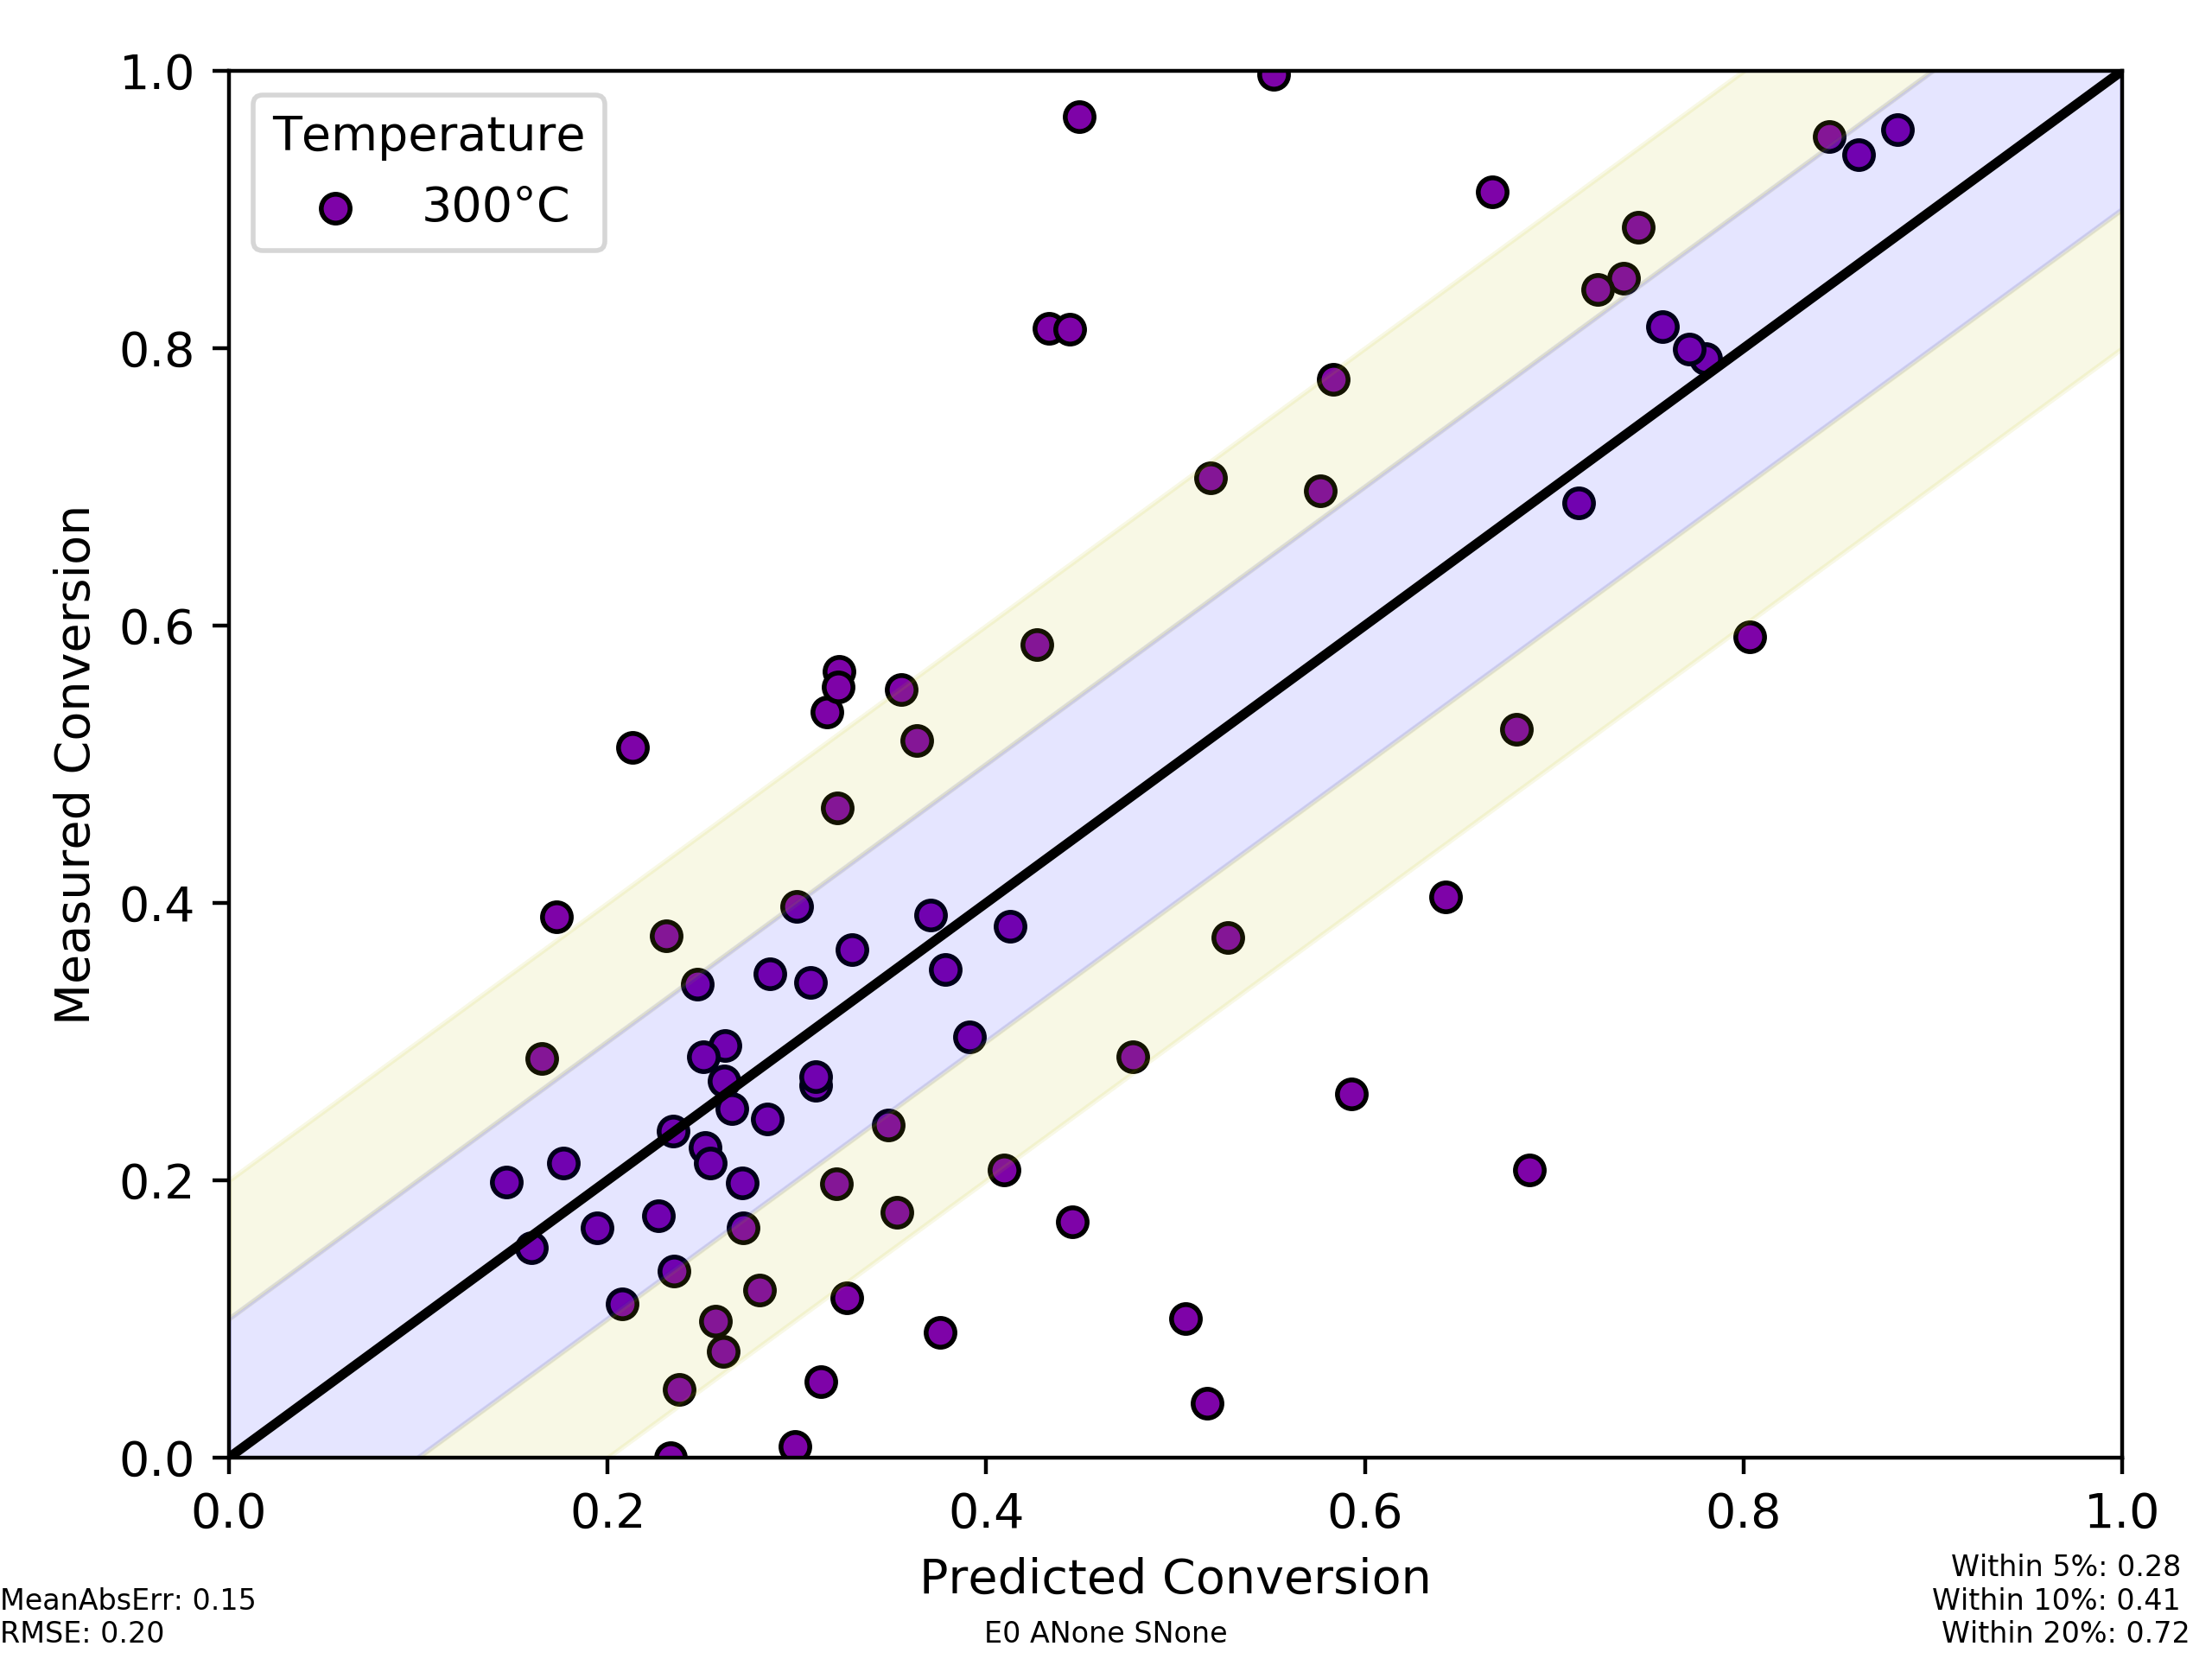 Temperature
300°C
1.0
0.8
0.6
0.4
0.2
0.0
Measured Conversion
0.0 0.2 0.4 0.6 0.8 1.0
Predicted Conversion
E0 ANone SNone
MeanAbsErr: 0.15
RMSE: 0.20
Within 5%: 0.28
Within 10%: 0.41
Within 20%: 0.72